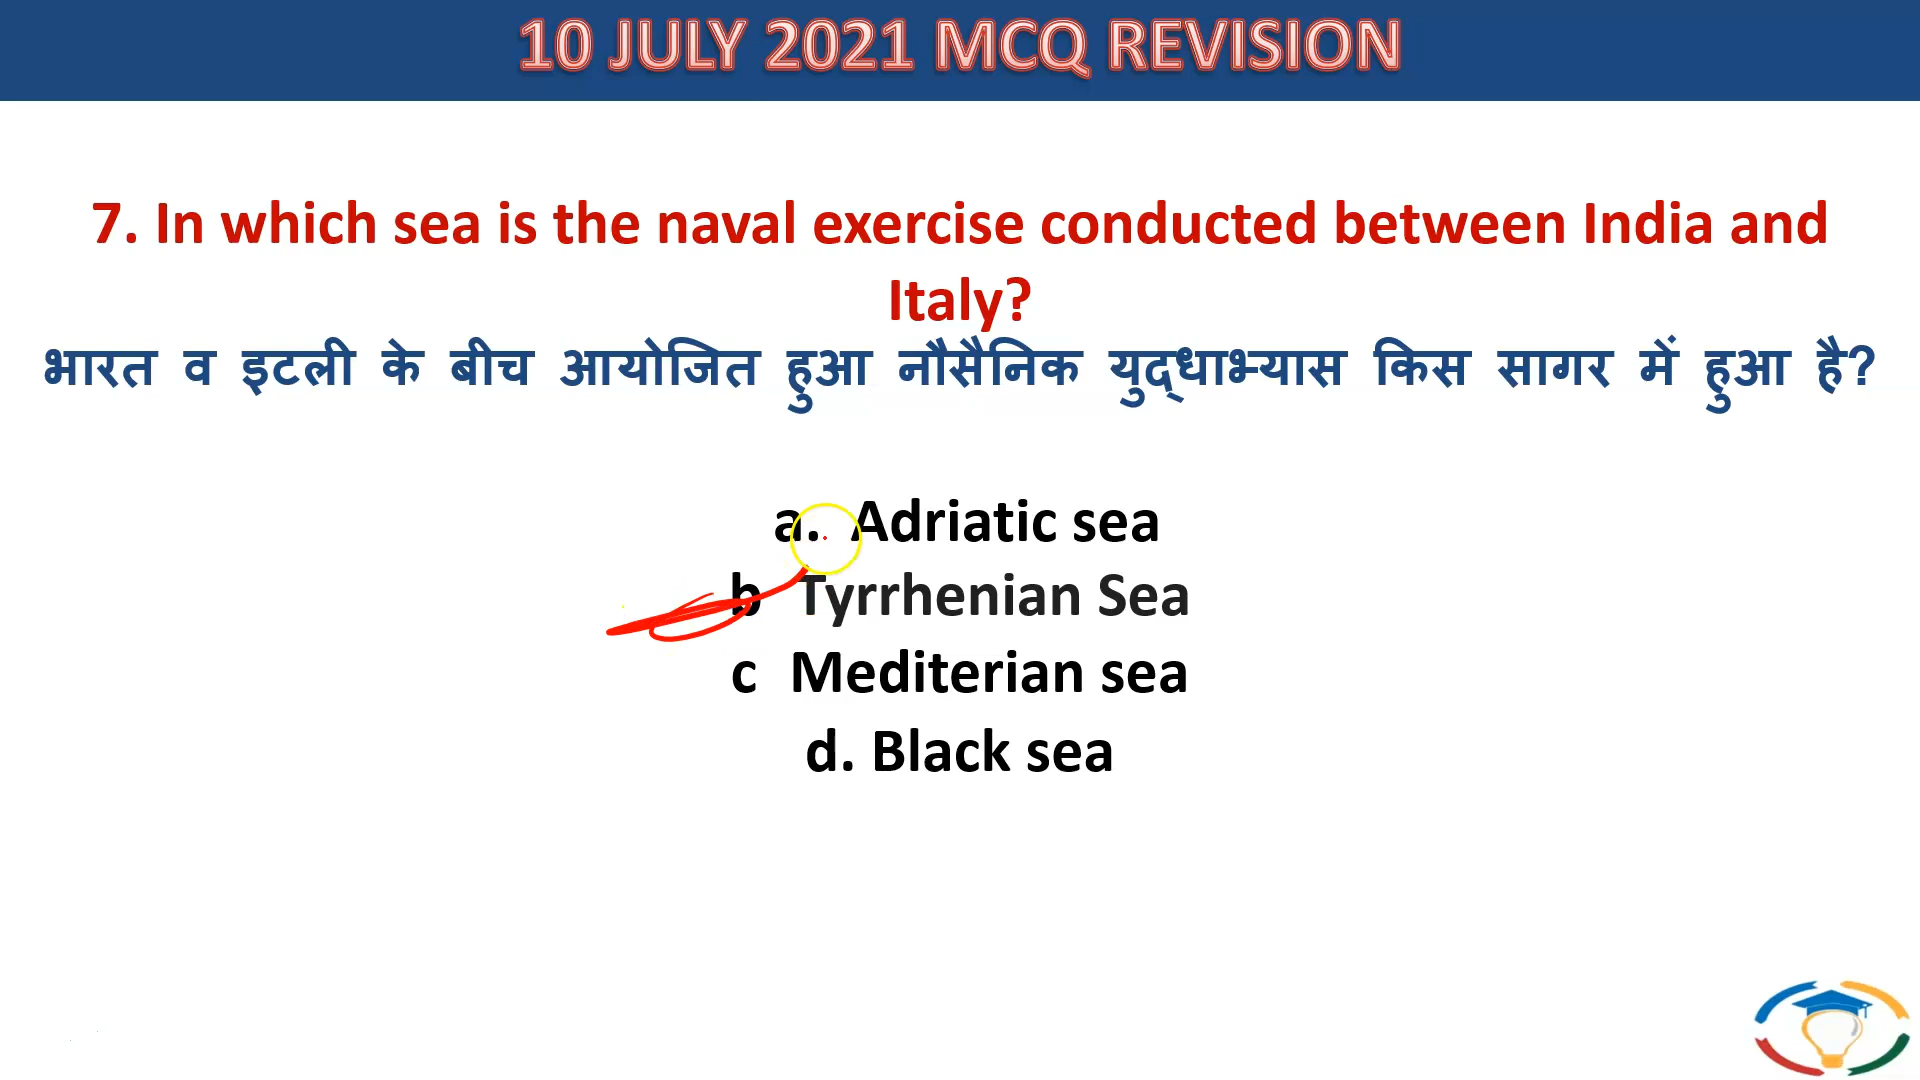 10 JULY 2021 MCQ REVISION
7. In which sea is the naval exercise conducted between India and
Italy?
भारत व इटली के बीच आयोजित हुआ नौसैनिक युद्धाभ्यास किस सागर में हुआ है?
a. Adriatic sea
b Tyrrhenian Sea
c Mediterian sea
d. Black sea